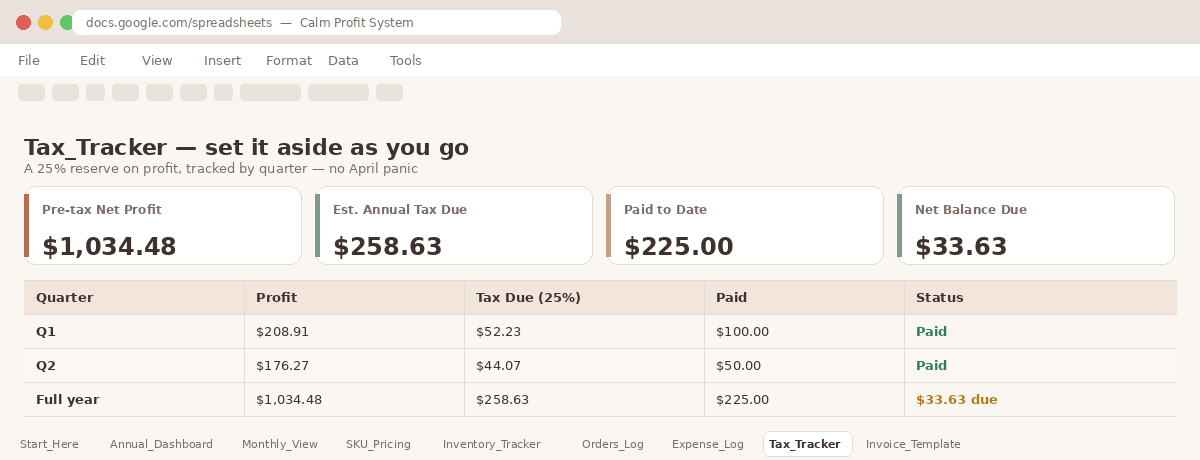 docs.google.com/spreadsheets — Calm Profit System
File Edit View Insert Format Data Tools
Tax_Tracker — set it aside as you go
A 25% reserve on profit, tracked by quarter — no April panic
Pre-tax Net Profit Est. Annual Tax Due Paid to Date Net Balance Due
$1,034.48 $258.63 $225.00 $33.63
Quarter Profit Tax Due (25%) Paid Status
Q1 $208.91 $52.23 $100.00 Paid
Q2 $176.27 $44.07 $50.00 Paid
Full year $1,034.48 $258.63 $225.00 $33.63 due
Start_Here Annual_Dashboard Monthly_View SKU_Pricing Inventory_Tracker Orders_Log Expense_Log Tax_Tracker Invoice_Template